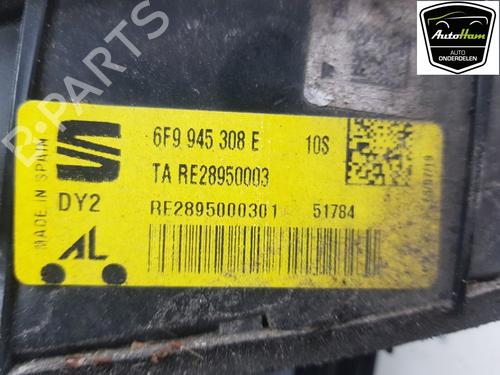 AutoHam
AUTO
ONDERDELEN
B-PARTS
MADE IN SPAIN
6F9 945 308 E 10S
TA RE28950003
DY2
RE2895000301 51784
AL